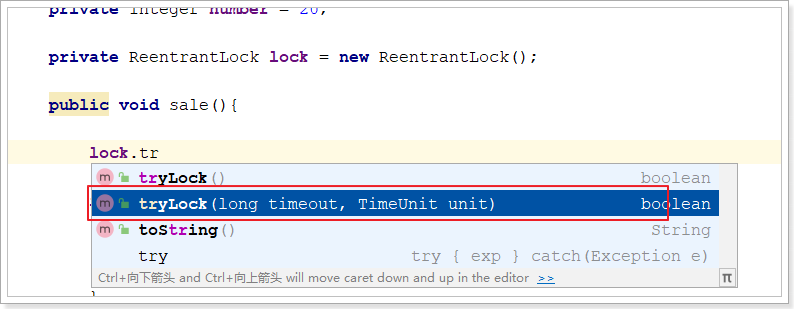 private Integer number = 20;
private ReentrantLock lock = new ReentrantLock();
public void sale(){
lock.tr
m tryLock() boolean
m tryLock(long timeout, TimeUnit unit) boolean
m toString() String
try try { exp } catch(Exception e)
Ctrl+向下箭头 and Ctrl+向上箭头 will move caret down and up in the editor >> π
}